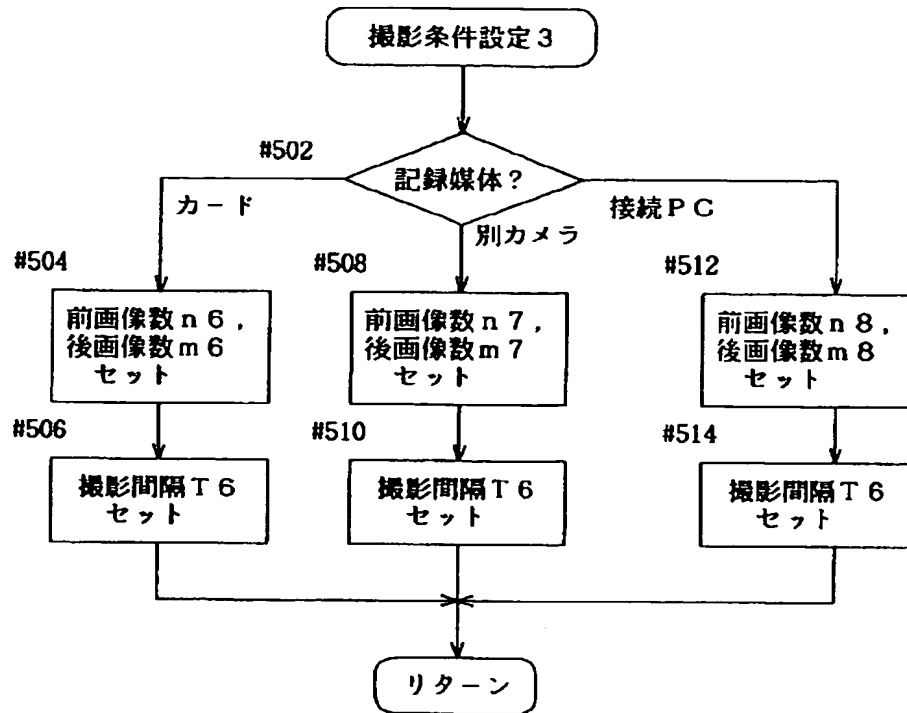 撮影条件設定3
#502
記録媒体?
カード
別カメラ
接続PC
#504
前画像数n6,
後画像数m6
セット
#508
前画像数n7,
後画像数m7
セット
#512
前画像数n8,
後画像数m8
セット
#506
撮影間隔T6
セット
#510
撮影間隔T6
セット
#514
撮影間隔T6
セット
リターン